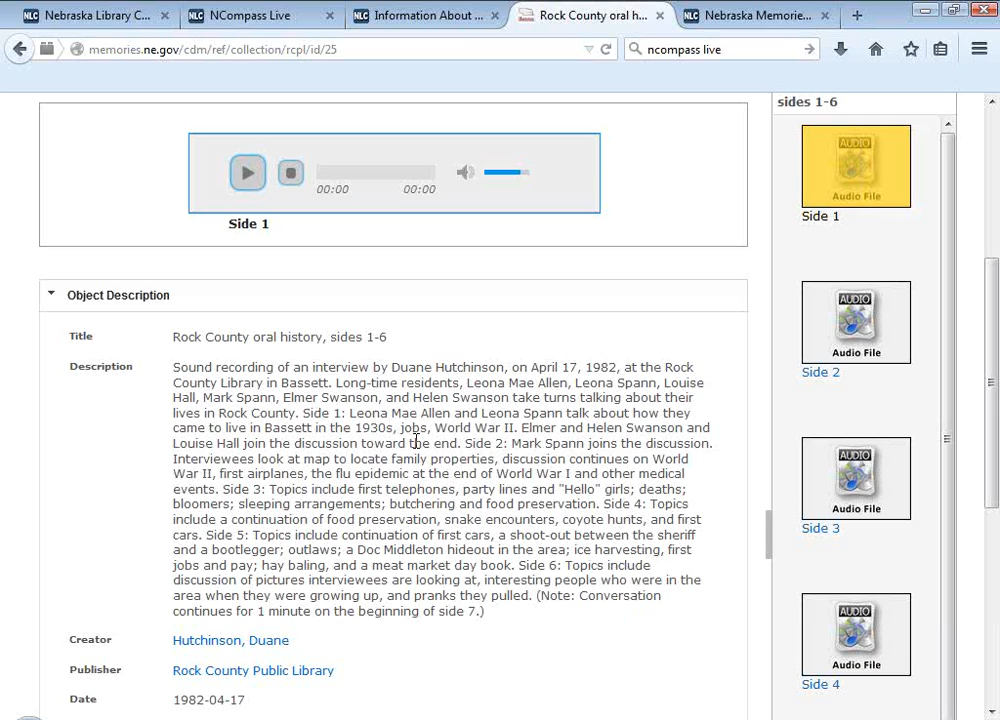 NLC Nebraska Library C...
NLC NCompass Live
NLC Information About ...
Rock County oral h...
NLC Nebraska Memorie...
memories.ne.gov/cdm/ref/collection/rcpl/id/25
ncompass live
sides 1-6
00:00 00:00
Side 1
AUDIO
Audio File
Side 1
AUDIO
Audio File
Side 2
AUDIO
Audio File
Side 3
AUDIO
Audio File
Side 4
Object Description
Title Rock County oral history, sides 1-6
Description Sound recording of an interview by Duane Hutchinson, on April 17, 1982, at the Rock
County Library in Bassett. Long-time residents, Leona Mae Allen, Leona Spann, Louise
Hall, Mark Spann, Elmer Swanson, and Helen Swanson take turns talking about their
lives in Rock County. Side 1: Leona Mae Allen and Leona Spann talk about how they
came to live in Bassett in the 1930s, jobs, World War II. Elmer and Helen Swanson and
Louise Hall join the discussion toward the end. Side 2: Mark Spann joins the discussion.
Interviewees look at map to locate family properties, discussion continues on World
War II, first airplanes, the flu epidemic at the end of World War I and other medical
events. Side 3: Topics include first telephones, party lines and "Hello" girls; deaths;
bloomers; sleeping arrangements; butchering and food preservation. Side 4: Topics
include a continuation of food preservation, snake encounters, coyote hunts, and first
cars. Side 5: Topics include continuation of first cars, a shoot-out between the sheriff
and a bootlegger; outlaws; a Doc Middleton hideout in the area; ice harvesting, first
jobs and pay; hay baling, and a meat market day book. Side 6: Topics include
discussion of pictures interviewees are looking at, interesting people who were in the
area when they were growing up, and pranks they pulled. (Note: Conversation
continues for 1 minute on the beginning of side 7.)
Creator Hutchinson, Duane
Publisher Rock County Public Library
Date 1982-04-17